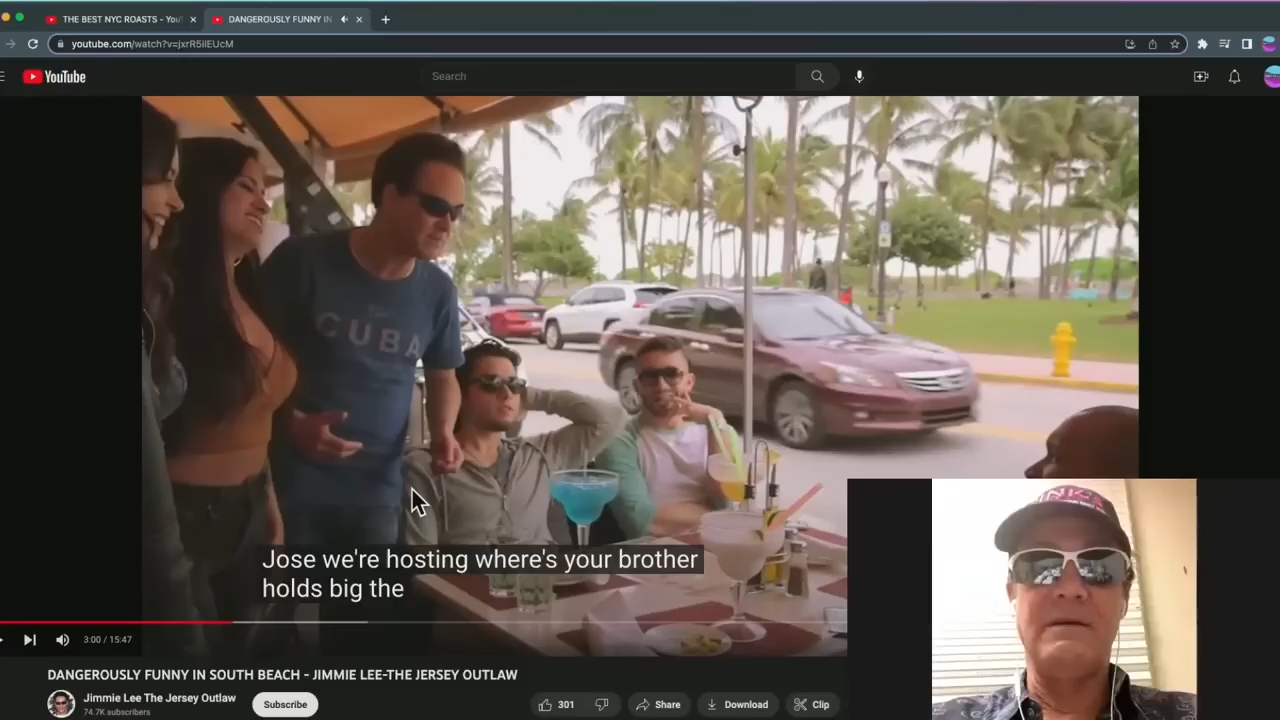 THE BEST NYC ROASTS - You
DANGEROUSLY FUNNY IN
youtube.com/watch?v=jxrR5ilEUcM
YouTube
Search
CUBA
Jose we're hosting where's your brother
holds big the
3:00 / 15:47
DANGEROUSLY FUNNY IN SOUTH BEACH - JIMMIE LEE-THE JERSEY OUTLAW
Jimmie Lee The Jersey Outlaw
74.7K subscribers
Subscribe
301
Share
Download
Clip